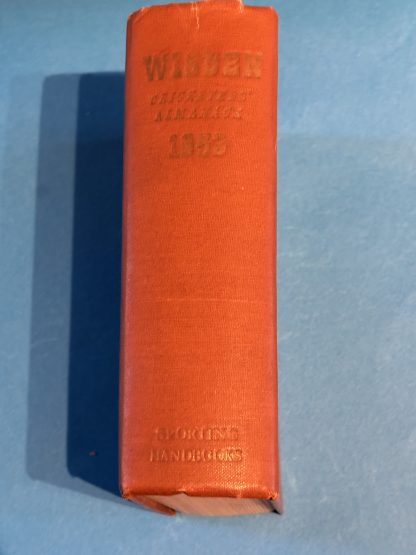 WISDEN
CRICKETERS'
ALMANACK
SPORTING
HANDBOOKS